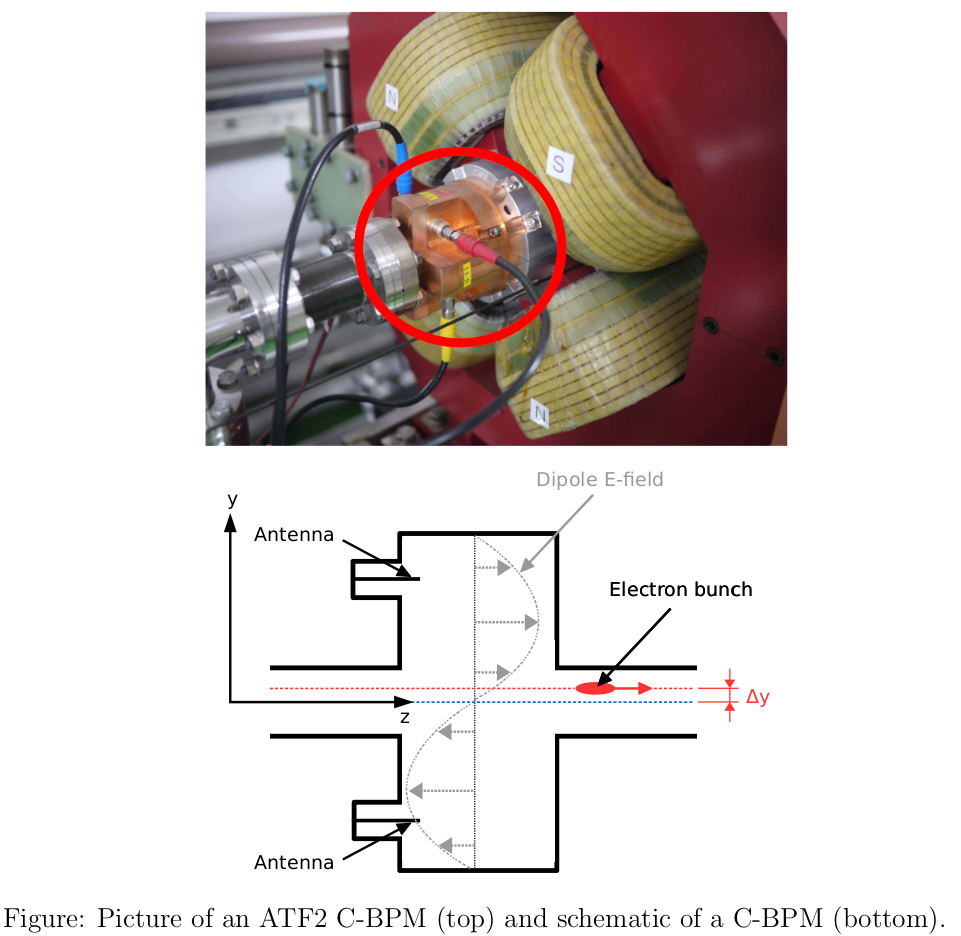 N
S
N
Dipole E-field
y
Antenna
Electron bunch
Δy
z
Antenna
Figure: Picture of an ATF2 C-BPM (top) and schematic of a C-BPM (bottom).